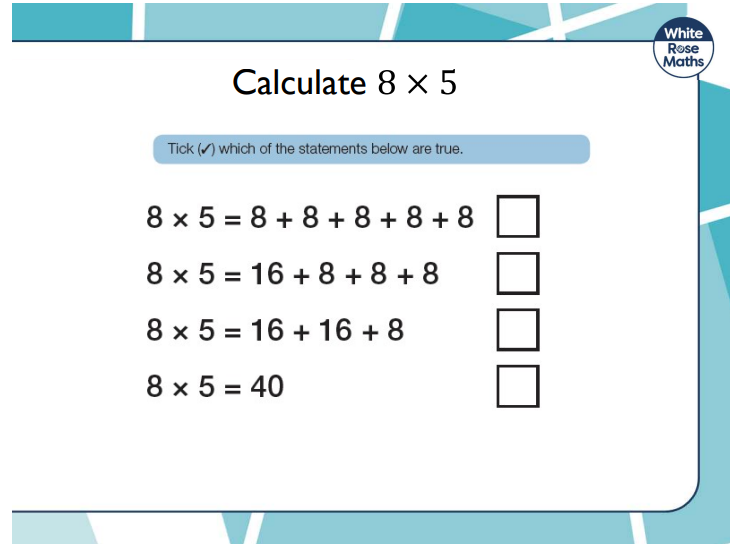 White
Rose
Maths
Calculate 8 × 5
Tick (✓) which of the statements below are true.
8 × 5 = 8 + 8 + 8 + 8 + 8
8 × 5 = 16 + 8 + 8 + 8
8 × 5 = 16 + 16 + 8
8 × 5 = 40